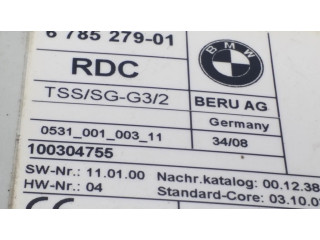 6 785 279-01
BMW
RDC
TSS/SG-G3/2
BERU AG
Germany
0531_001_003_11
34/08
100304755
SW-Nr.: 11.01.00
Nachr.katalog: 00.12.38
HW-Nr.: 04
Standard-Core: 03.10.0
CE